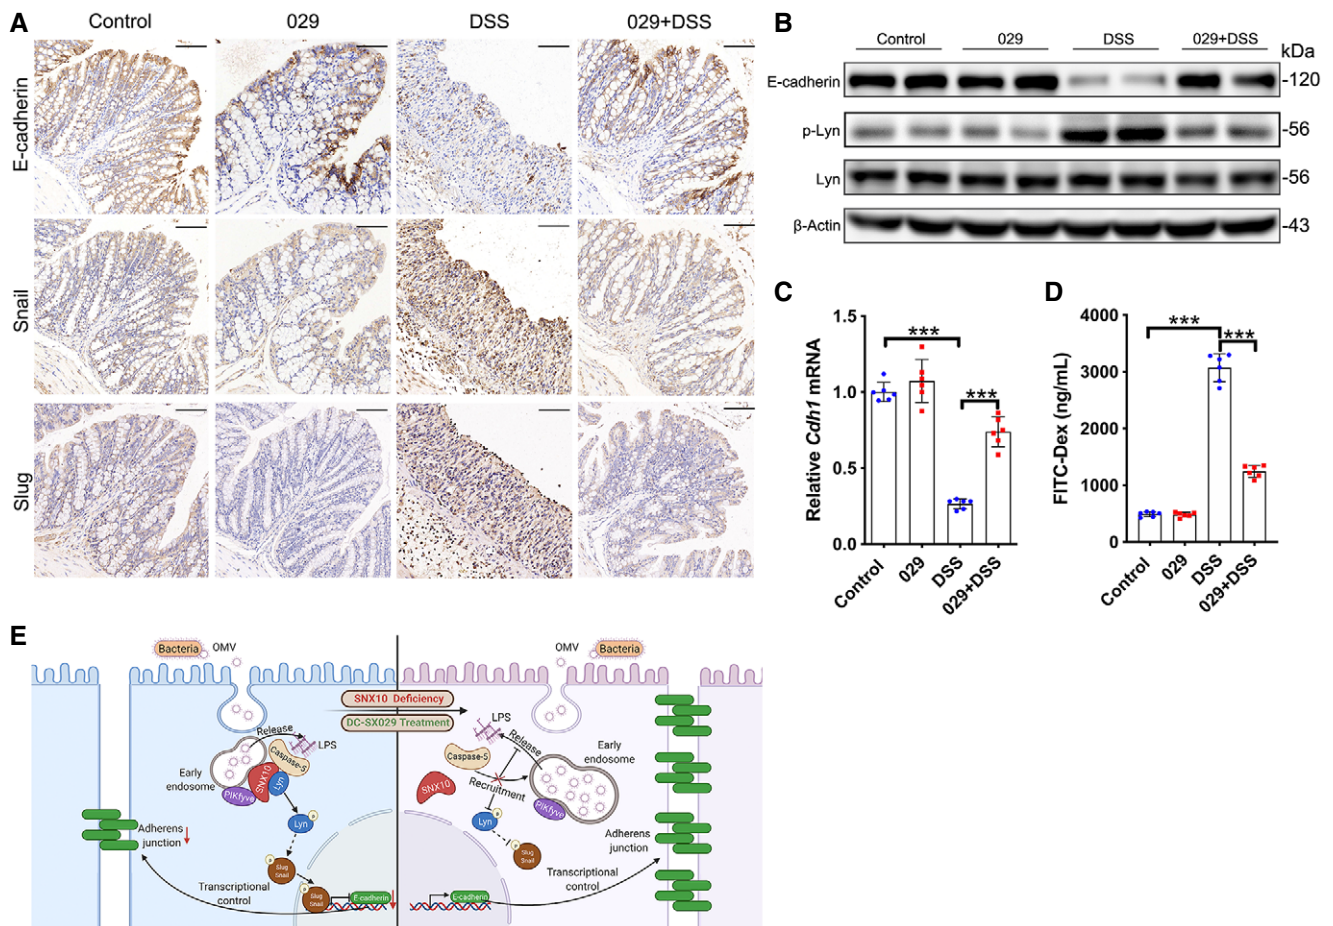 A
Control
029
DSS
029+DSS
E-cadherin
Snail
Slug
B
Control
029
DSS
029+DSS
kDa
E-cadherin
-120
p-Lyn
-56
Lyn
-56
β-Actin
-43
C
Relative Cdh1 mRNA
1.5
1.0
0.5
0.0
***
***
Control
029
DSS
029+DSS
D
FITC-Dex (ng/mL)
4000
3000
2000
1000
0
***
***
Control
029
DSS
029+DSS
E
Bacteria
OMV
SNX10 Deficiency
DC-SX029 Treatment
Release
LPS
Caspase-5
Early
endosome
SNX10
Lyn
PIKfyve
Lyn
P
Adherens
junction
P
Slug
Snail
Transcriptional
control
P
Slug
Snail
E-cadherin
OMV
Bacteria
LPS
Release
Caspase-5
Early
endosome
SNX10
Recruitment
PIKfyve
Lyn
P
Adherens
junction
P
Slug
Snail
Transcriptional
control
E-cadherin